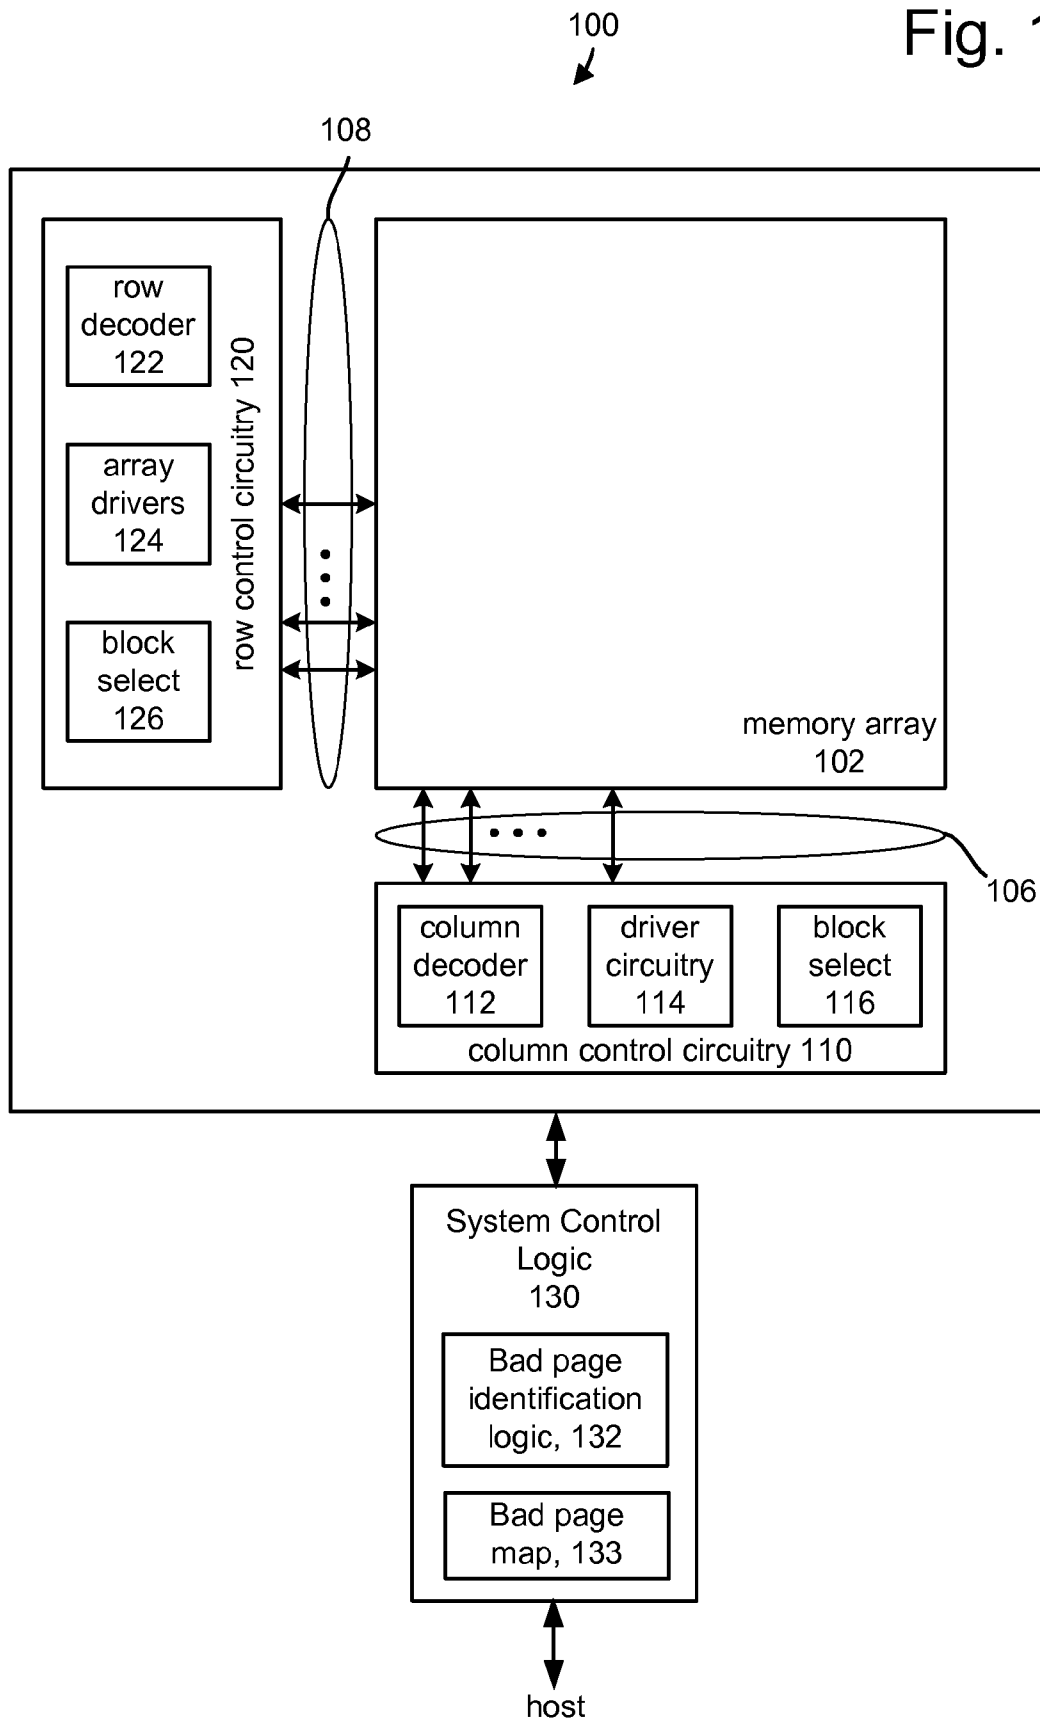 Fig. 1
100
108
row
decoder
122
array
drivers
124
block
select
126
row control circuitry 120
memory array
102
106
column
decoder
112
driver
circuitry
114
block
select
116
column control circuitry 110
System Control
Logic
130
Bad page
identification
logic, 132
Bad page
map, 133
host